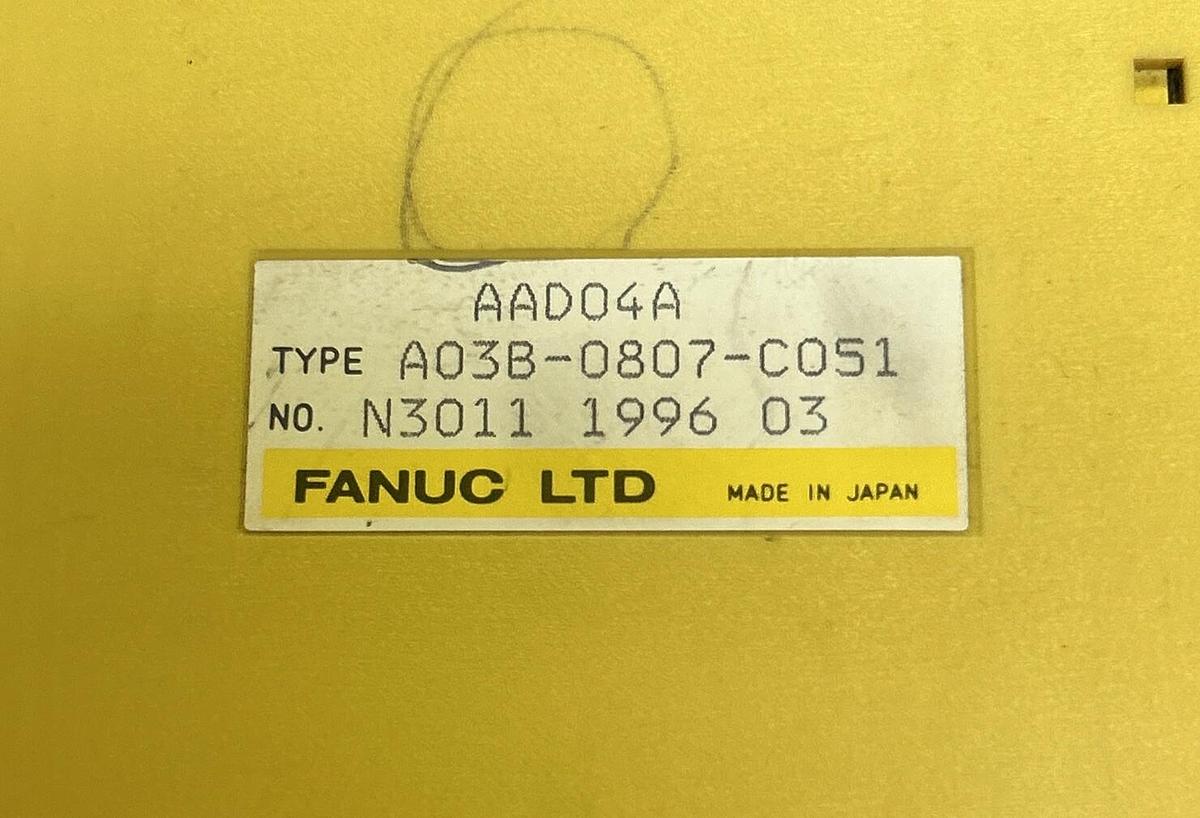 AAD04A
TYPE A03B-0807-C051
NO. N3011 1996 03
FANUC LTD MADE IN JAPAN